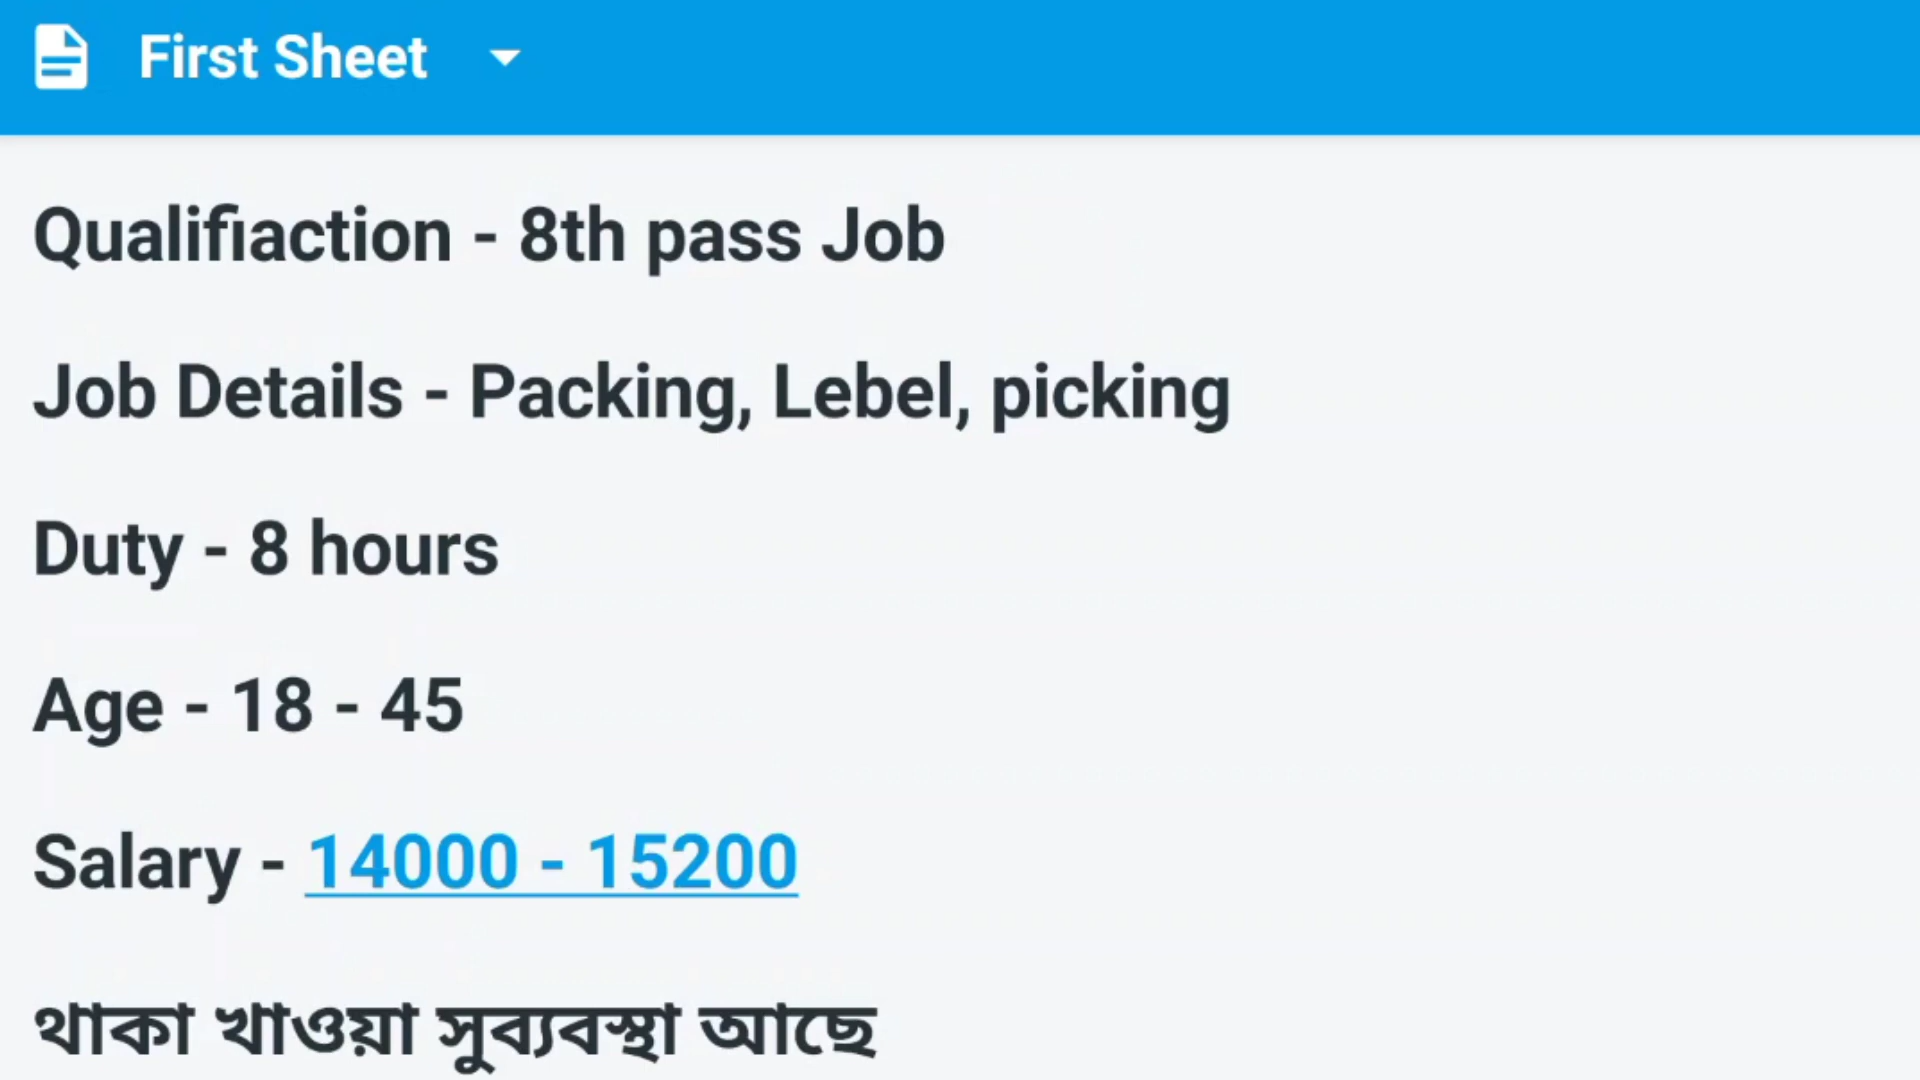 First Sheet
Qualifiaction - 8th pass Job
Job Details - Packing, Lebel, picking
Duty - 8 hours
Age - 18 - 45
Salary - 14000 - 15200
থাকা খাওয়া সুব্যবস্থা আছে